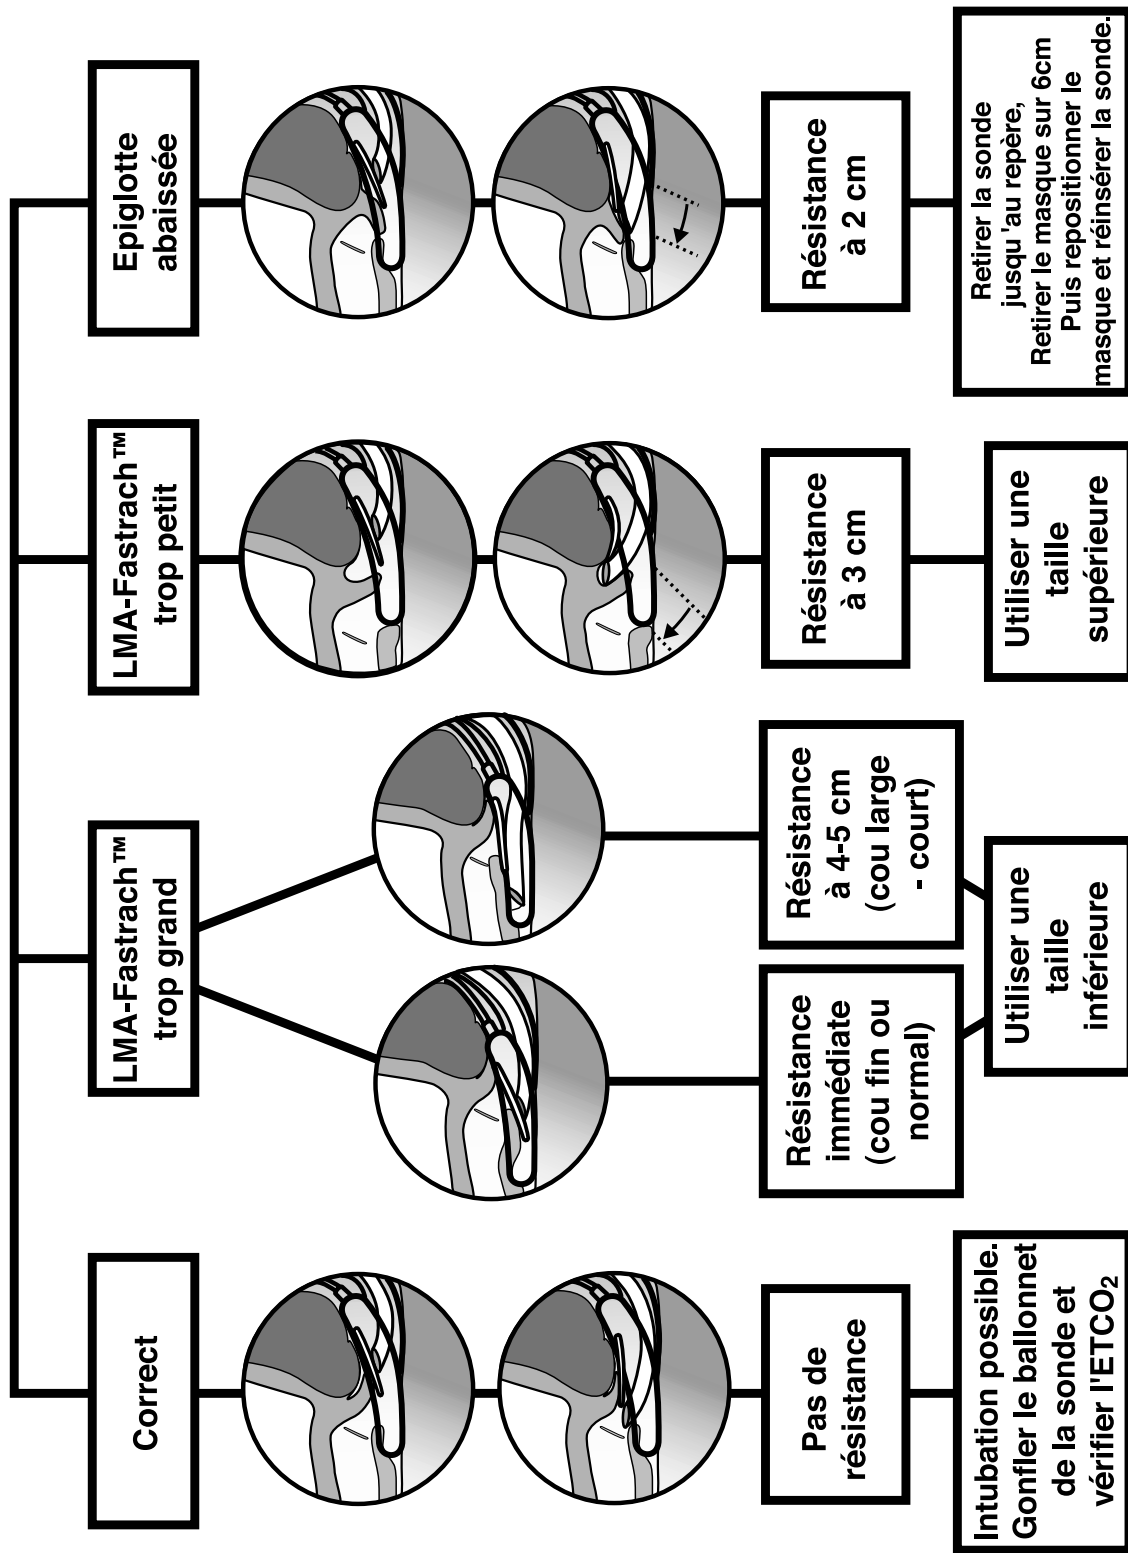 Correct
LMA-Fastrach™
trop grand
LMA-Fastrach™
trop petit
Epiglotte
abaissée
Pas de
résistance
Résistance
immédiate
(cou fin ou
normal)
Résistance
à 4-5 cm
(cou large
- court)
Résistance
à 3 cm
Résistance
à 2 cm
Intubation possible.
Gonfler le ballonnet
de la sonde et
vérifier l'ETCO₂
Utiliser une
taille
inférieure
Utiliser une
taille
supérieure
Retirer la sonde
jusqu 'au repère,
Retirer le masque sur 6cm
Puis repositionner le
masque et réinsérer la sonde.